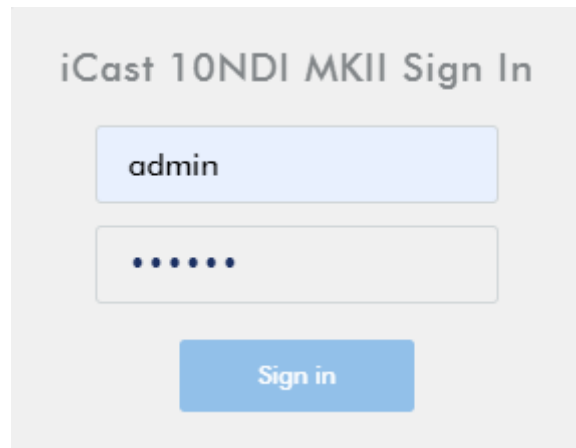 iCast 10NDI MKII Sign In
admin
••••••
Sign in